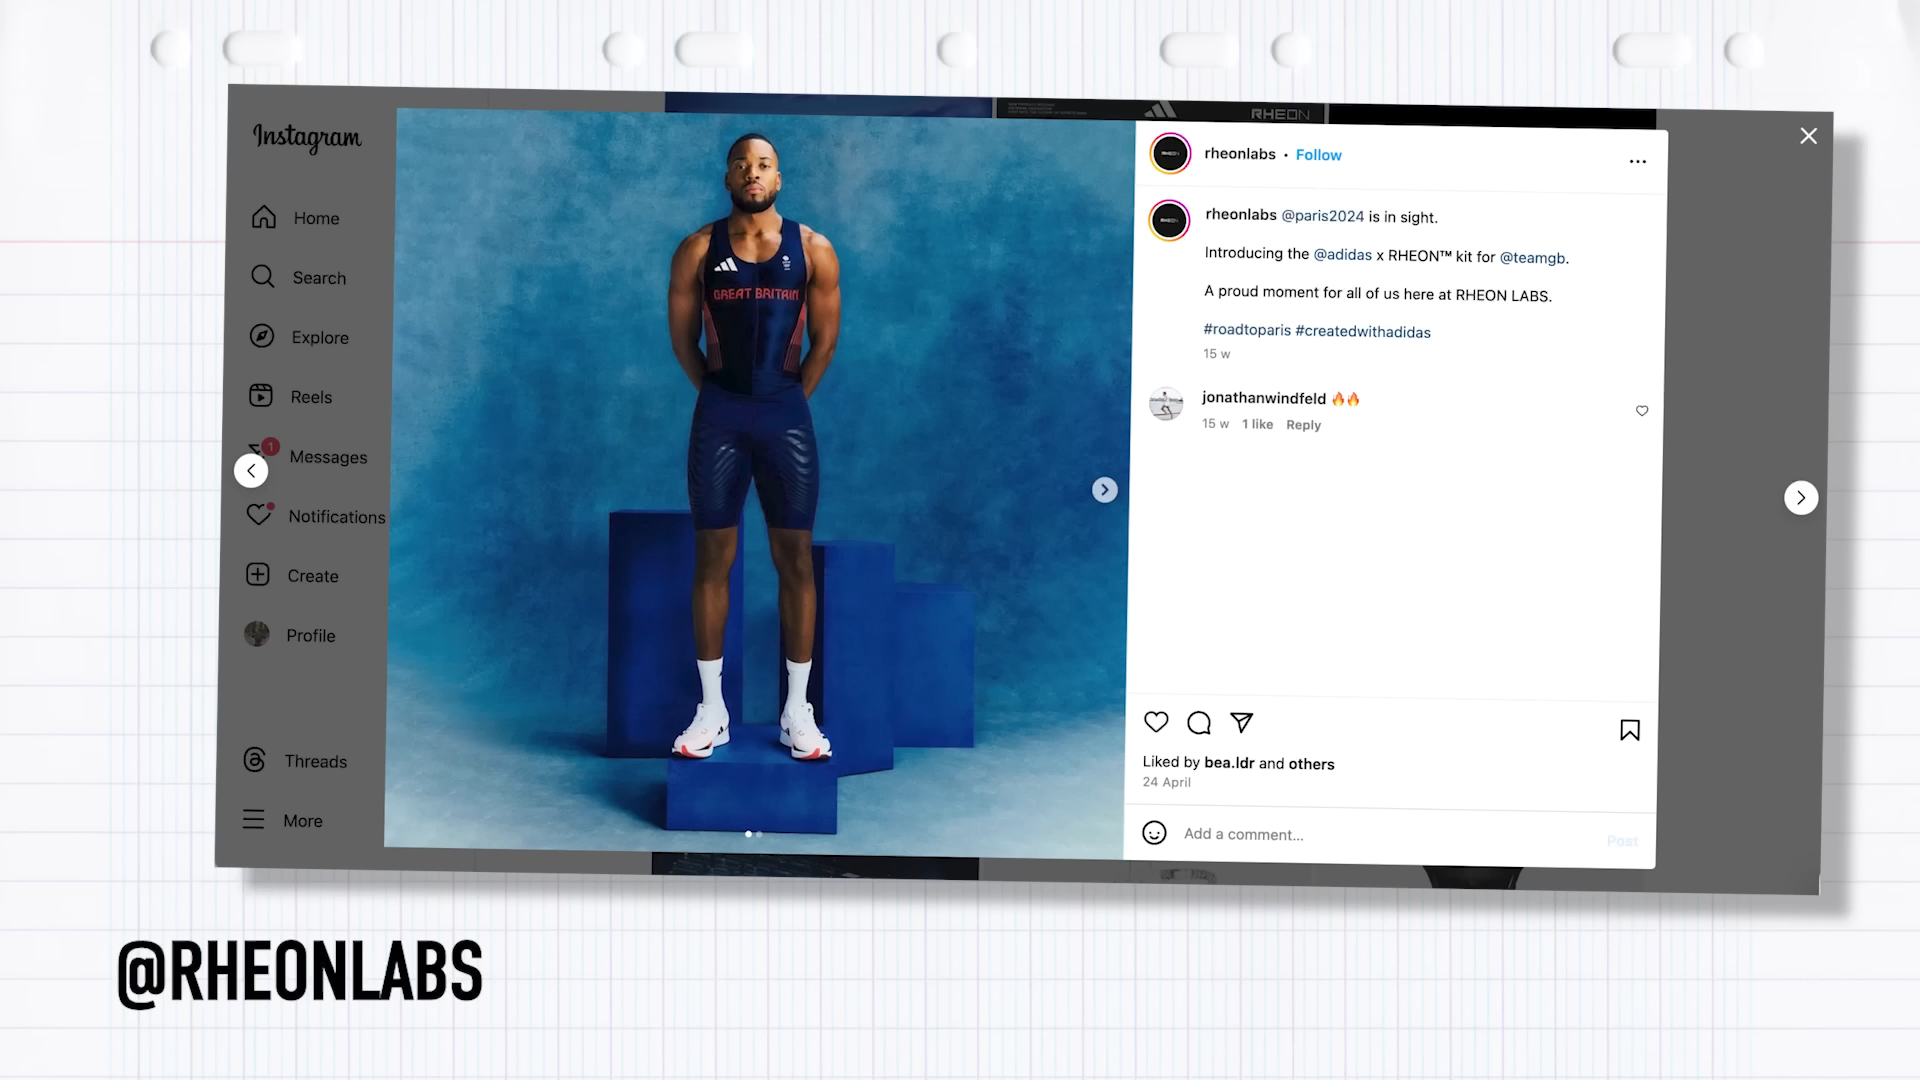 RHEON
Instagram
Home
Search
Explore
Reels
1
Messages
Notifications
Create
Profile
Threads
More
GREAT BRITAIN
rheonlabs • Follow
rheonlabs @paris2024 is in sight.
Introducing the @adidas x RHEON™ kit for @teamgb.
A proud moment for all of us here at RHEON LABS.
#roadtoparis #createdwithadidas
15 w
jonathanwindfeld 🔥🔥
15 w 1 like Reply
Liked by bea.ldr and others
24 April
Add a comment...
Post
@RHEONLABS